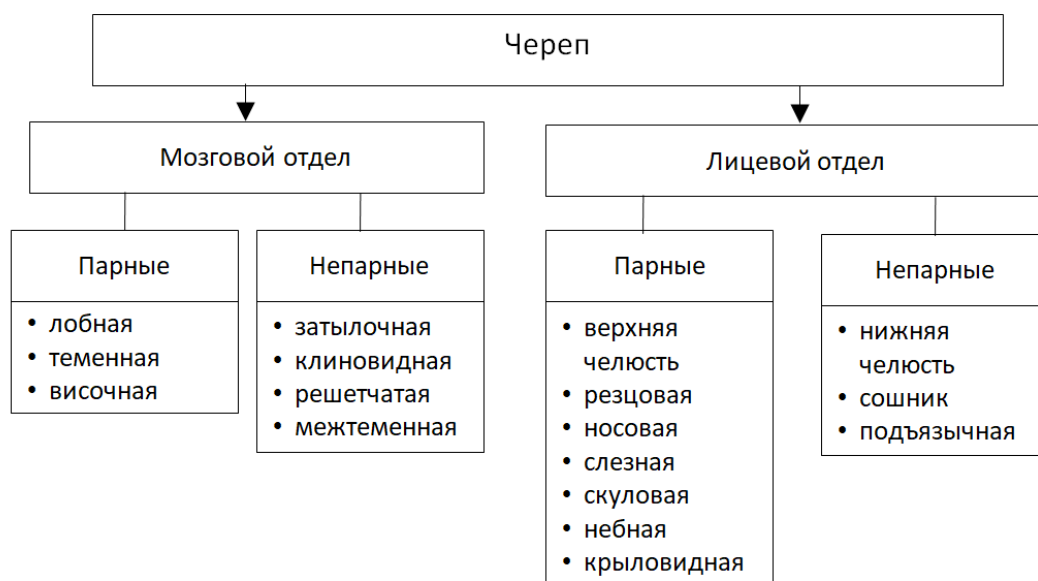 Череп
Мозговой отдел
Лицевой отдел
Парные
• лобная
• теменная
• височная
Непарные
• затылочная
• клиновидная
• решетчатая
• межтеменная
Парные
• верхняя
челюсть
• резцовая
• носовая
• слезная
• скуловая
• небная
• крыловидная
Непарные
• нижняя
челюсть
• сошник
• подъязычная